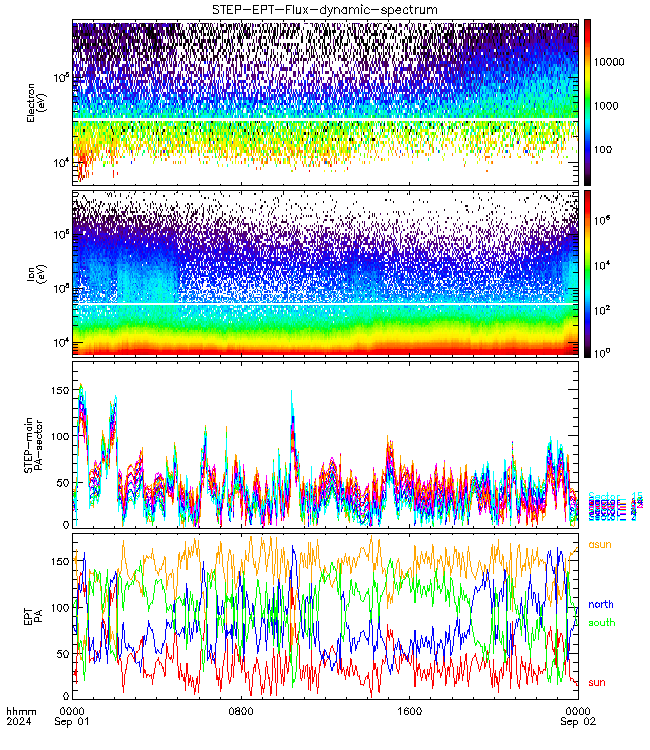 STEP-EPT-Flux-dynamic-spectrum
Electron
(eV)
10⁵
10⁴
10000
1000
100
Ion
(eV)
10⁶
10⁵
10⁴
10⁶
10⁴
10²
10⁰
STEP-main
PA-sector
150
100
50
0
EPT
PA
150
100
50
0
asun
north
south
sun
hhmm
2024
0000
Sep 01
0800
1600
0000
Sep 02